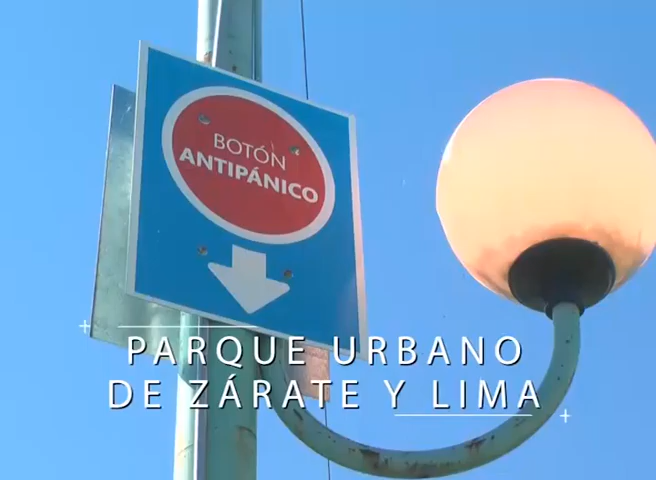 BOTÓN
ANTIPÁNICO
PARQUE URBANO
DE ZÁRATE Y LIMA